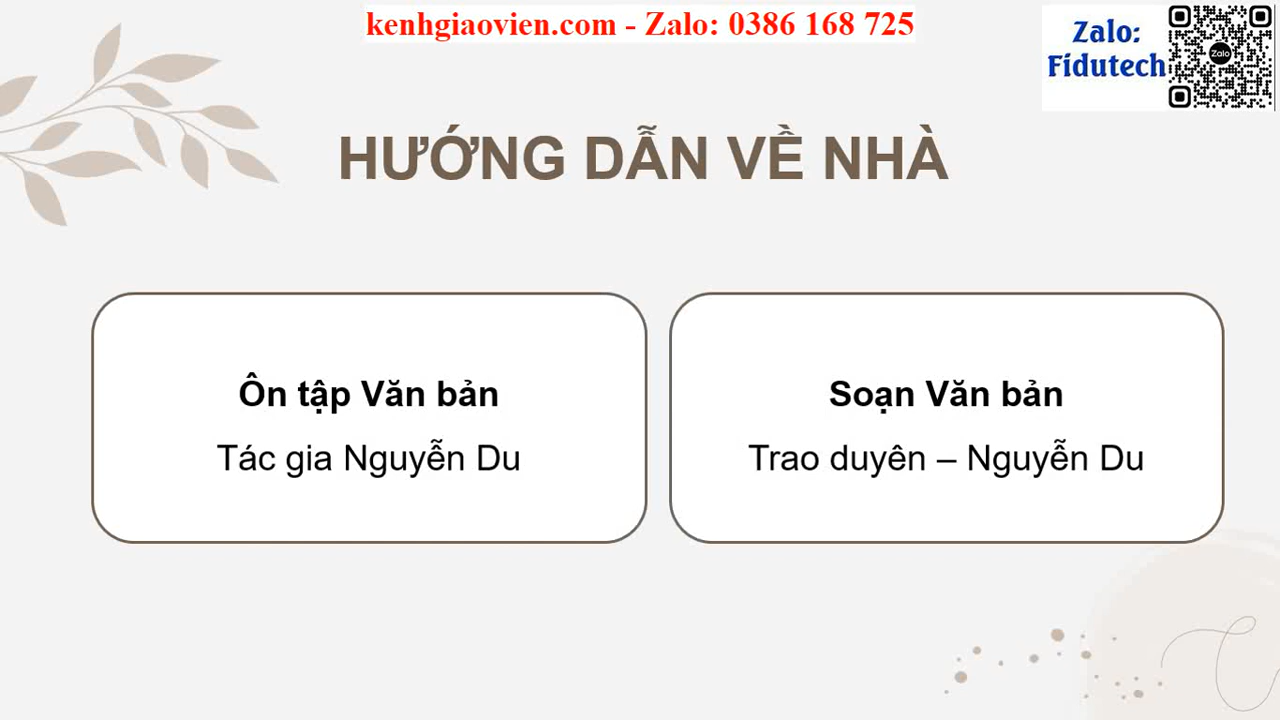 kenhgiaovien.com - Zalo: 0386 168 725
Zalo:
Fidutech
Zalo
HƯỚNG DẪN VỀ NHÀ
Ôn tập Văn bản
Tác gia Nguyễn Du
Soạn Văn bản
Trao duyên – Nguyễn Du